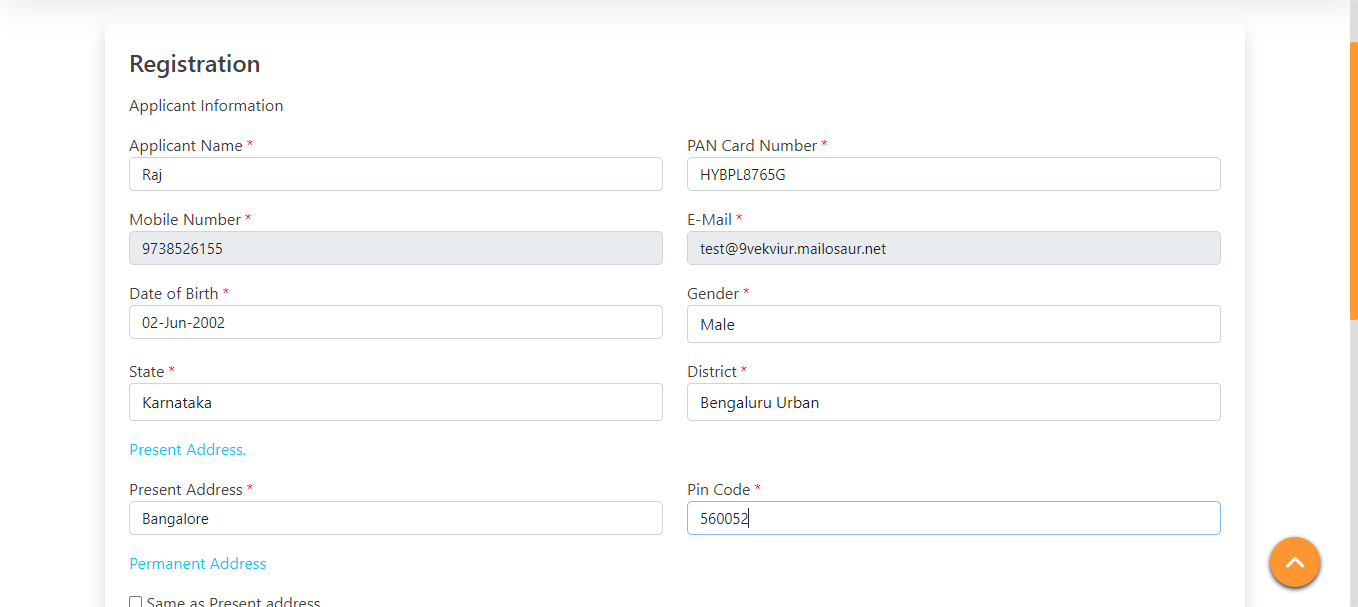 Registration
Applicant Information
Applicant Name * PAN Card Number *
Raj HYBPL8765G
Mobile Number * E-Mail *
9738526155 test@9vekviur.mailosaur.net
Date of Birth * Gender *
02-Jun-2002 Male
State * District *
Karnataka Bengaluru Urban
Present Address.
Present Address * Pin Code *
Bangalore 560052
Permanent Address
Same as Present address